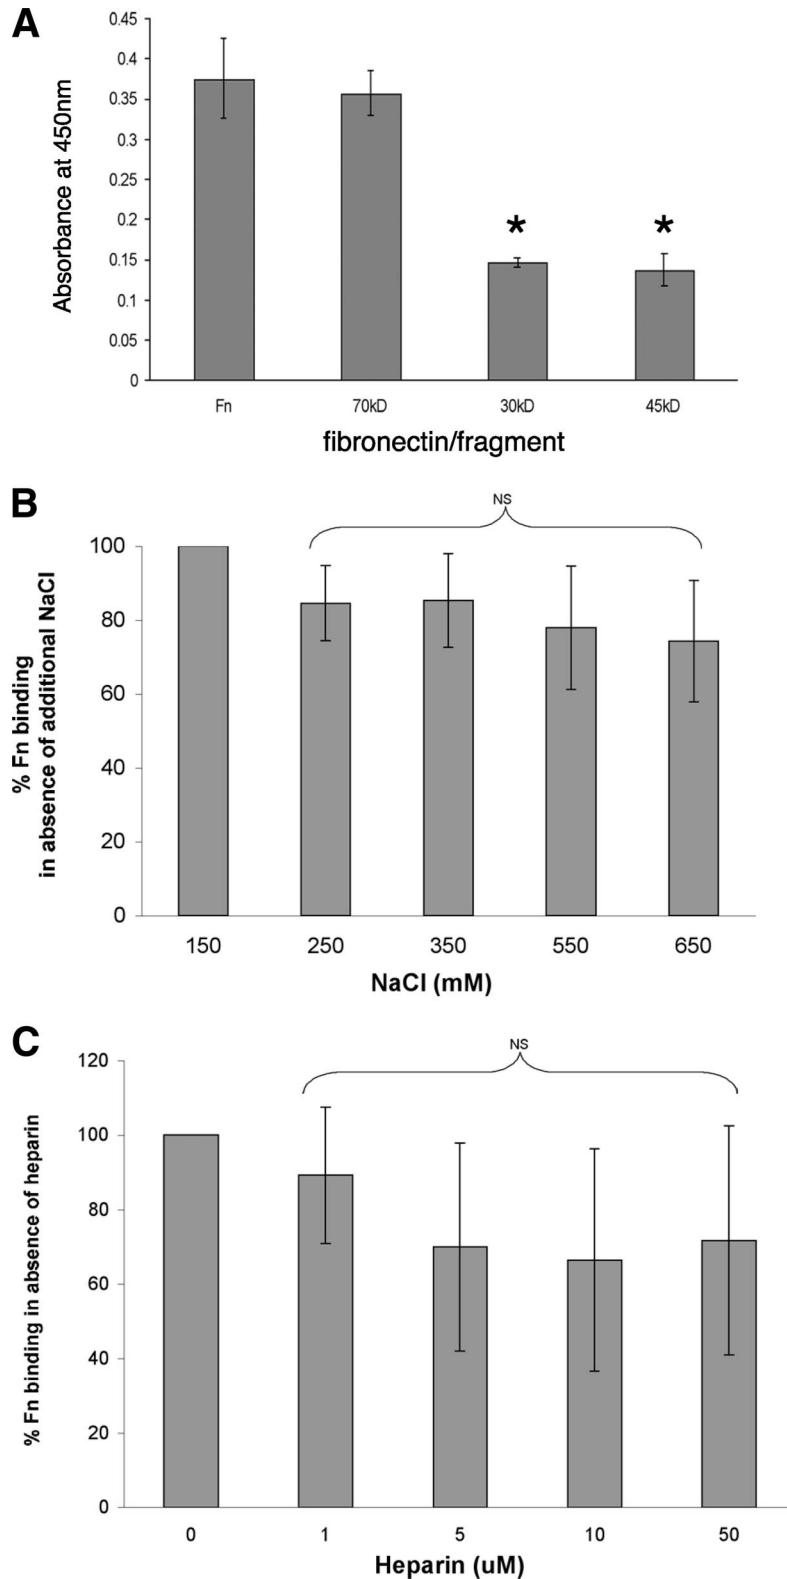 A
0.45
0.4
0.35
0.3
0.25
0.2
0.15
0.1
0.05
0
Absorbance at 450nm
* *
Fn 70kD 30kD 45kD
fibronectin/fragment
B
NS
100
80
60
40
20
0
% Fn binding
in absence of additional NaCl
150 250 350 550 650
NaCl (mM)
C
NS
120
100
80
60
40
20
0
% Fn binding in absence of heparin
0 1 5 10 50
Heparin (uM)